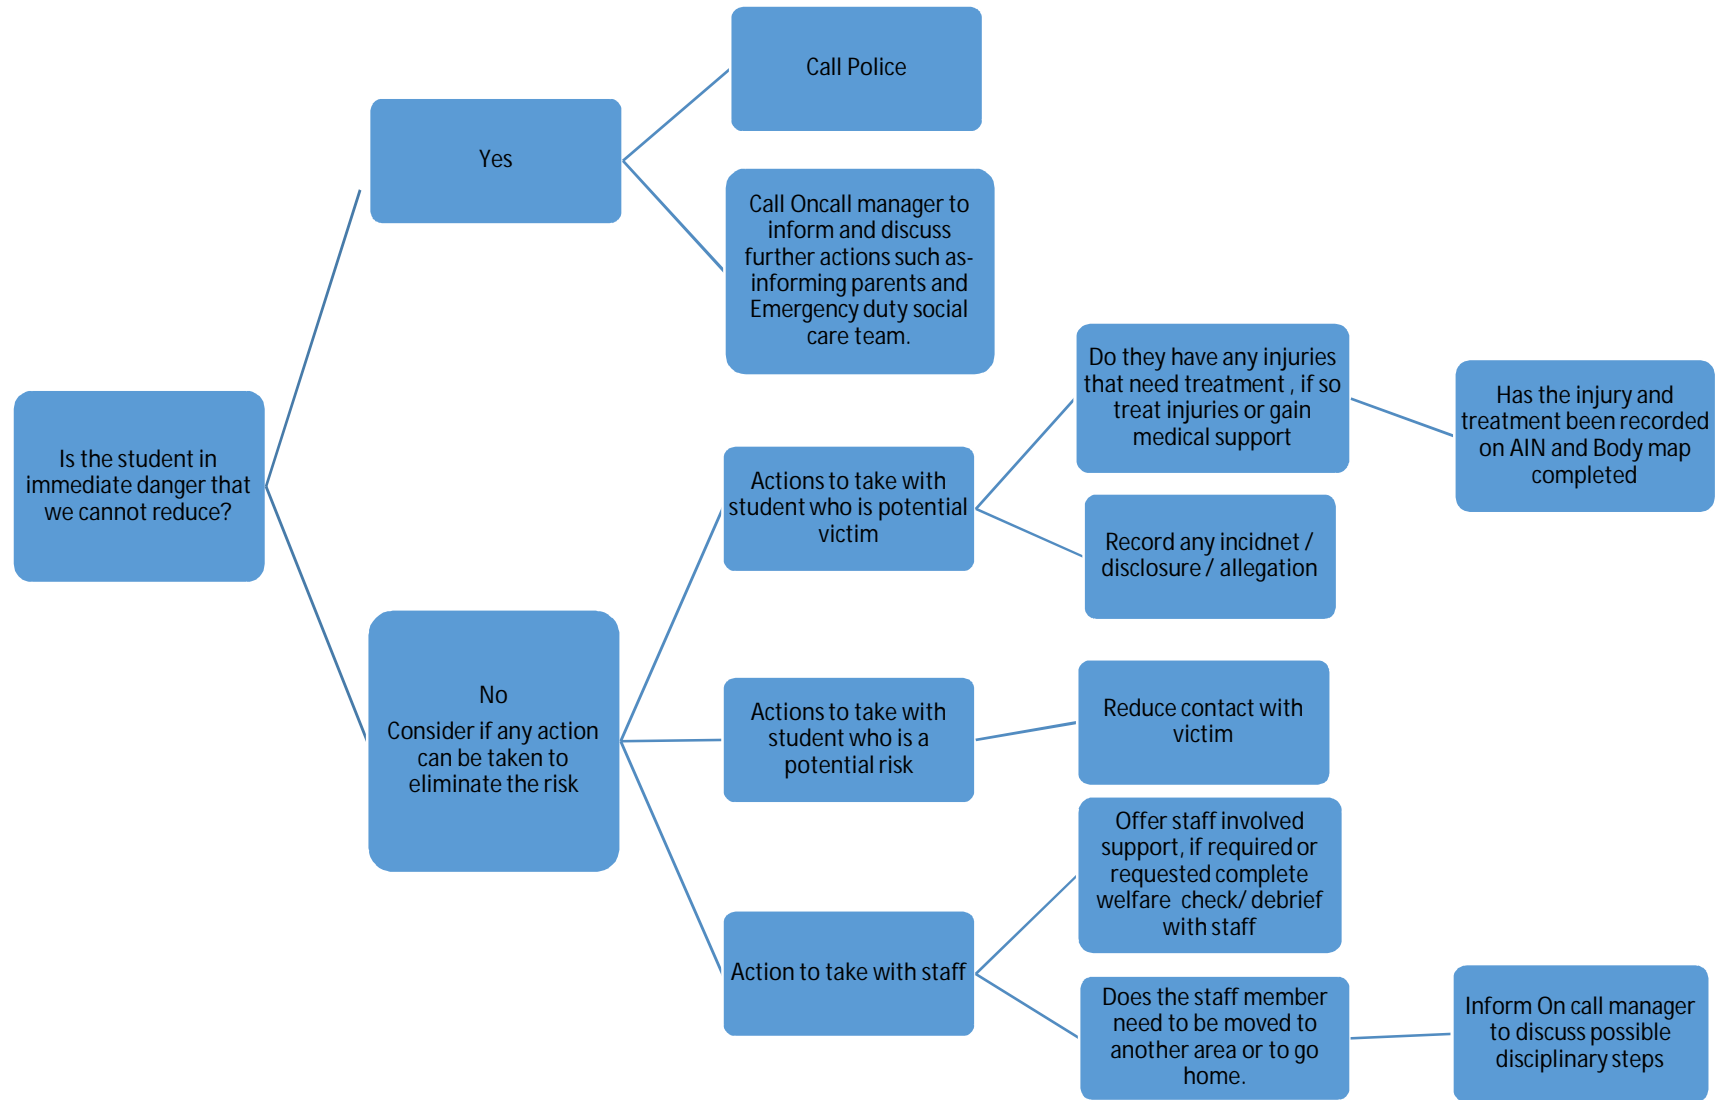 Call Police
Yes
Call Oncall manager to
inform and discuss
further actions such as-
informing parents and
Emergency duty social
care team.
Is the student in
immediate danger that
we cannot reduce?
No
Consider if any action
can be taken to
eliminate the risk
Actions to take with
student who is potential
victim
Do they have any injuries
that need treatment , if so
treat injuries or gain
medical support
Has the injury and
treatment been recorded
on AIN and Body map
completed
Record any incidnet /
disclosure / allegation
Actions to take with
student who is a
potential risk
Reduce contact with
victim
Action to take with staff
Offer staff involved
support, if required or
requested complete
welfare check/ debrief
with staff
Does the staff member
need to be moved to
another area or to go
home.
Inform On call manager
to discuss possible
disciplinary steps